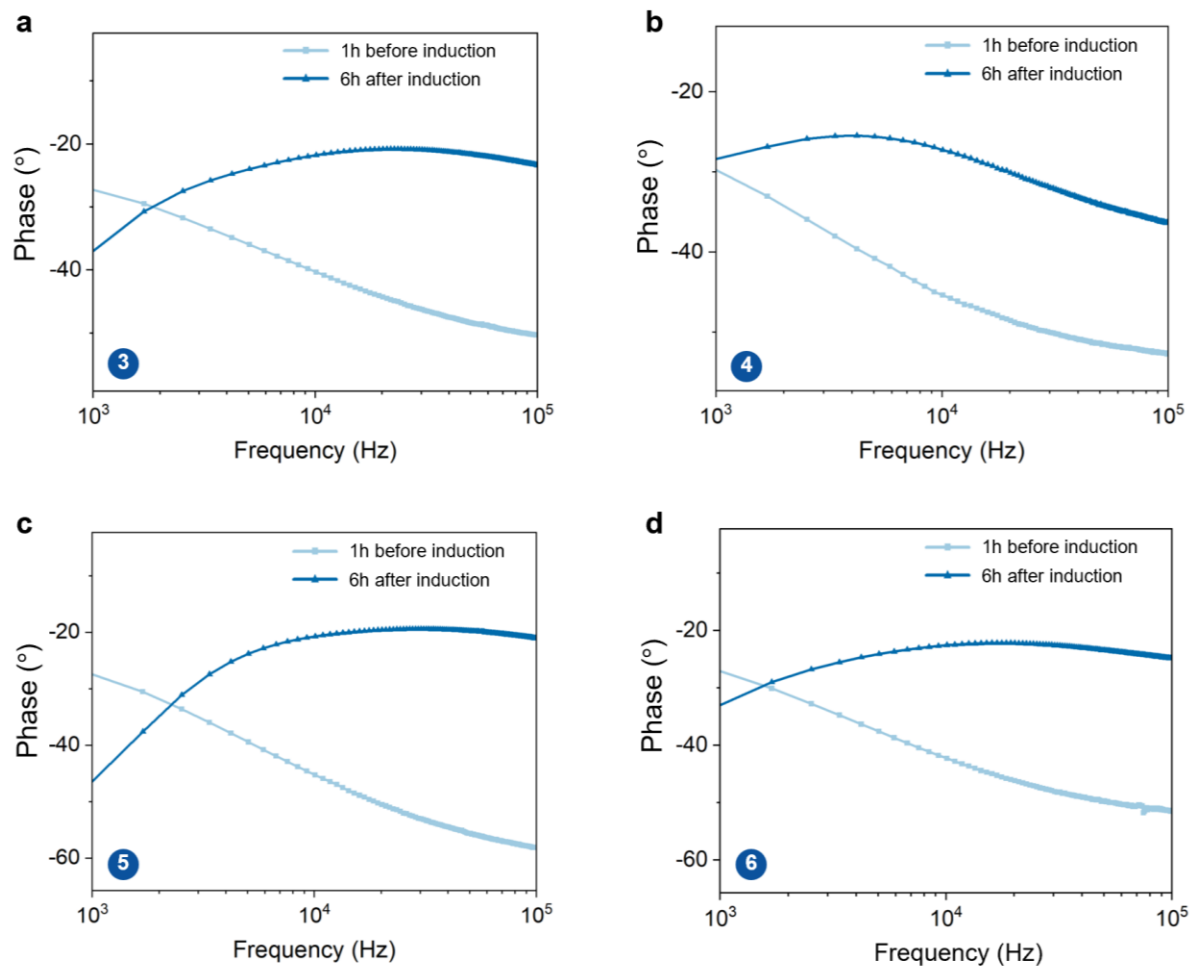 a
1h before induction
6h after induction
Phase (°)
-20
-40
3
10³
10⁴
10⁵
Frequency (Hz)
b
1h before induction
6h after induction
Phase (°)
-20
-40
4
10³
10⁴
10⁵
Frequency (Hz)
c
1h before induction
6h after induction
Phase (°)
-20
-40
-60
5
10³
10⁴
10⁵
Frequency (Hz)
d
1h before induction
6h after induction
Phase (°)
-20
-40
-60
6
10³
10⁴
10⁵
Frequency (Hz)